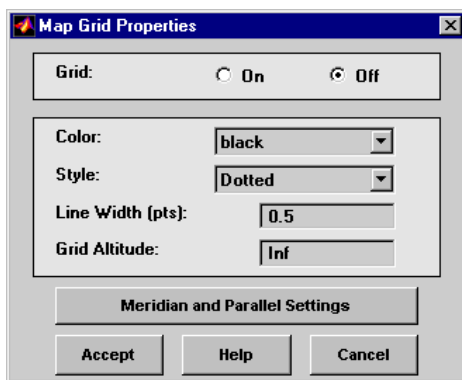 Map Grid Properties
Grid: On Off
Color: black
Style: Dotted
Line Width (pts): 0.5
Grid Altitude: Inf
Meridian and Parallel Settings
Accept Help Cancel